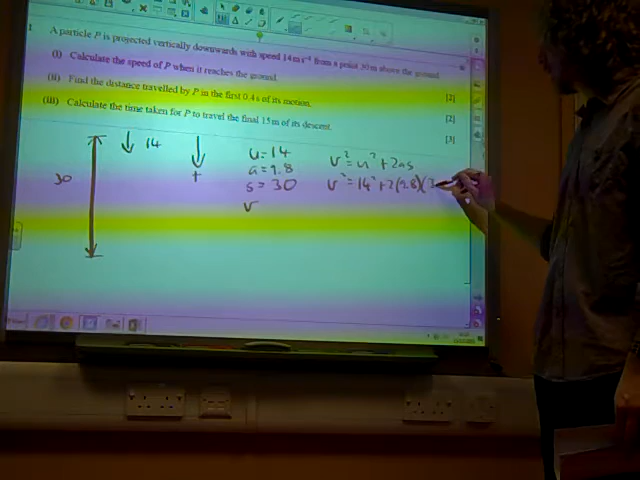 1 A particle P is projected vertically downwards with speed 14 m s⁻¹ from a point 30 m above the ground.
(i) Calculate the speed of P when it reaches the ground. [2]
(ii) Find the distance travelled by P in the first 0.4 s of its motion. [2]
(iii) Calculate the time taken for P to travel the final 15 m of its descent. [3]
30
14
+
u = 14
a = 9.8
s = 30
v
v² = u² + 2as
v² = 14² + 2(9.8)(3